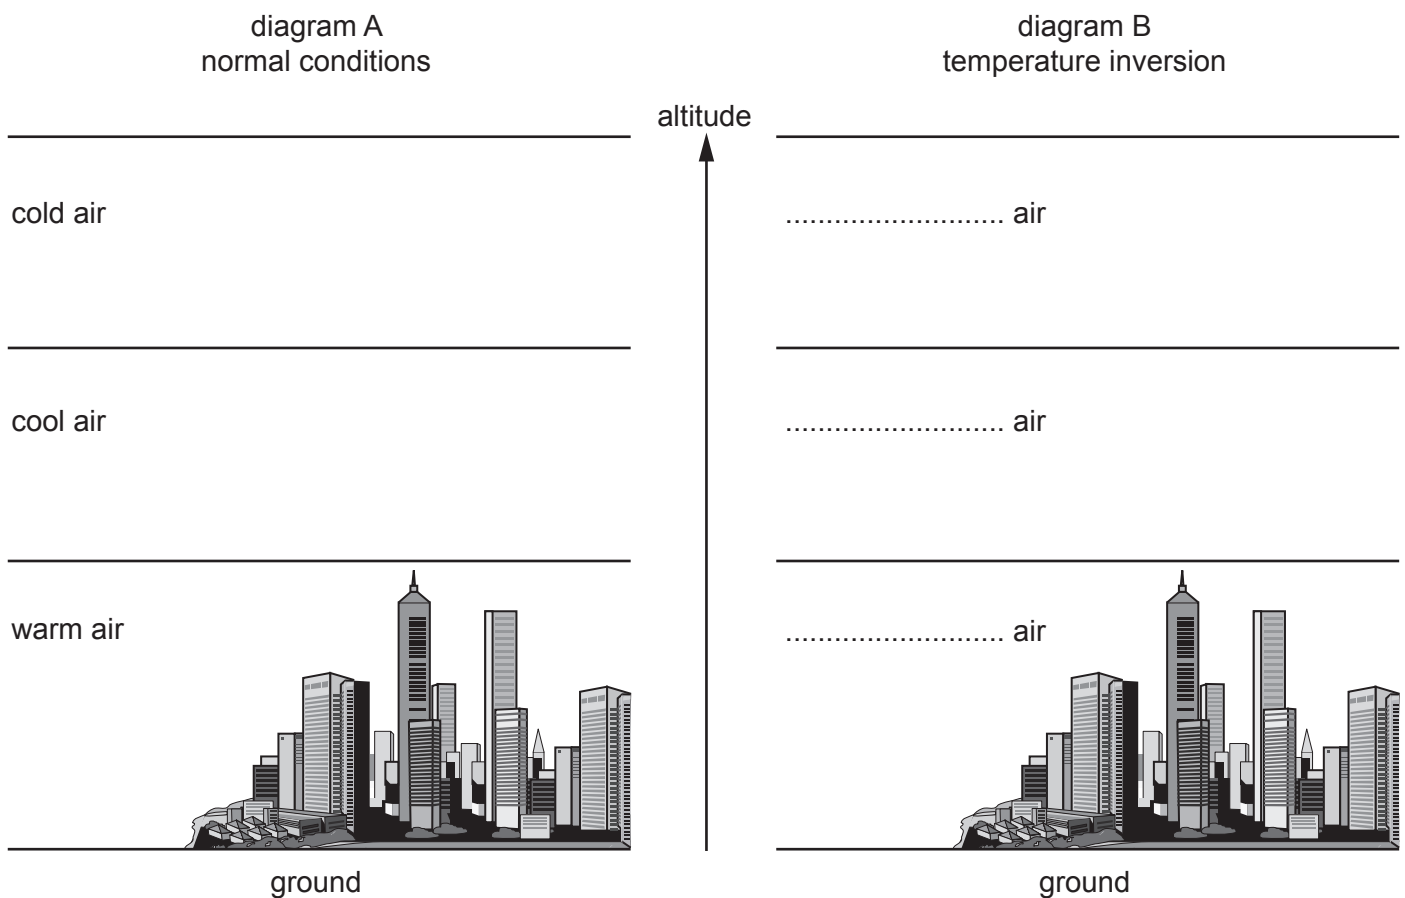 diagram A
normal conditions
diagram B
temperature inversion
altitude
cold air
.......................... air
cool air
.......................... air
warm air
.......................... air
ground
ground